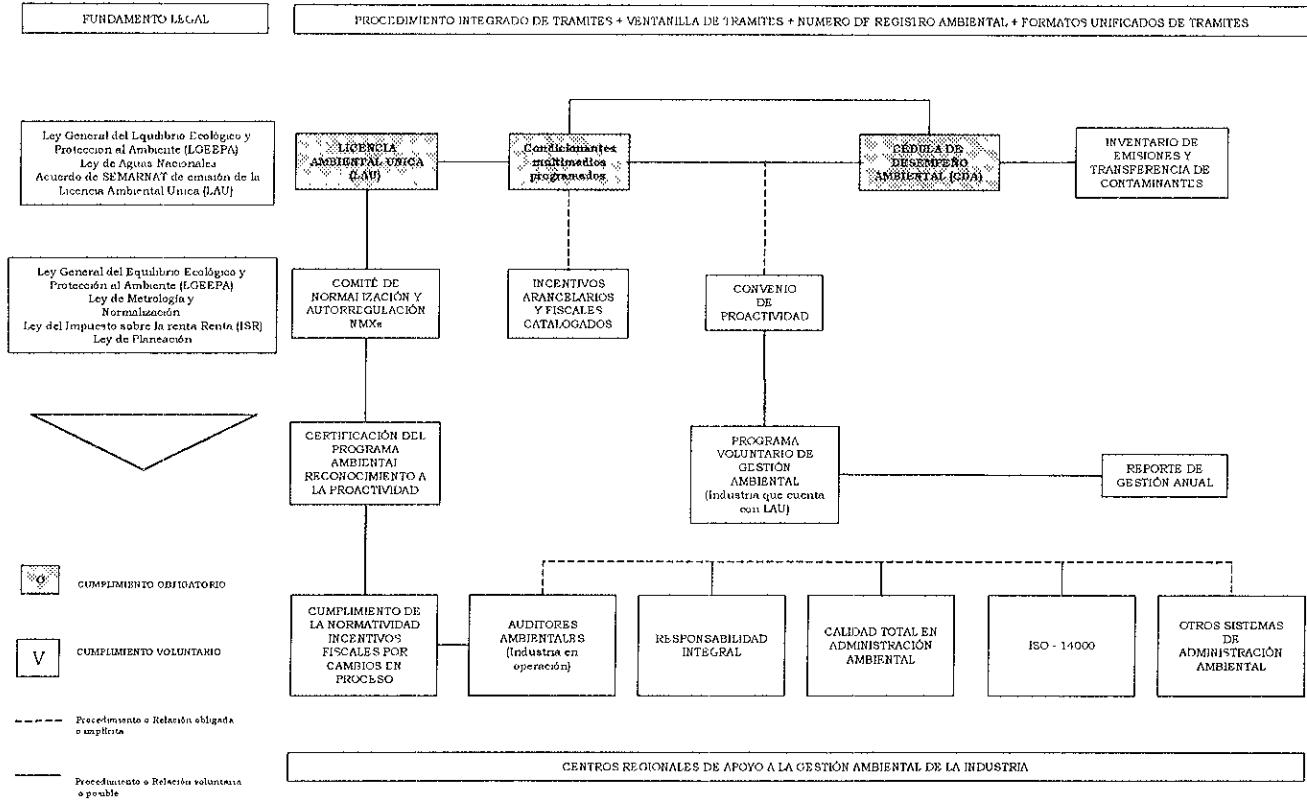 FUNDAMENTO LEGAL
PROCEDIMIENTO INTEGRADO DE TRAMITES + VENTANILLA DE TRAMITES + NUMERO DE REGISTRO AMBIENTAL + FORMATOS UNIFICADOS DE TRAMITES
Ley General del Equilibrio Ecológico y
Protección al Ambiente (LGEEPA)
Ley de Aguas Nacionales
Acuerdo de SEMARNAT de emisión de la
Licencia Ambiental Unica (LAU)
LICENCIA
AMBIENTAL UNICA
(LAU)
Condicionantes
multimedios
programados
CEDULA DE
DESEMPEÑO
AMBIENTAL (CDA)
INVENTARIO DE
EMISIONES Y
TRANSFERENCIA DE
CONTAMINANTES
Ley General del Equilibrio Ecológico y
Protección al Ambiente (LGEEPA)
Ley de Metrología y
Normalización
Ley del Impuesto sobre la renta Renta (ISR)
Ley de Planeación
COMITÉ DE
NORMALIZACIÓN Y
AUTORREGULACIÓN
NMXs
INCENTIVOS
ARANCELARIOS
Y FISCALES
CATALOGADOS
CONVENIO
DE
PROACTIVIDAD
CERTIFICACIÓN DEL
PROGRAMA
AMBIENTAL
RECONOCIMIENTO A
LA PROACTIVIDAD
PROGRAMA
VOLUNTARIO DE
GESTIÓN
AMBIENTAL
(Industria que cuenta
con LAU)
REPORTE DE
GESTIÓN ANUAL
O
CUMPLIMIENTO OBLIGATORIO
V
CUMPLIMIENTO VOLUNTARIO
Procedimiento o Relación obligada
o implícita
Procedimiento o Relación voluntaria
o posible
CUMPLIMIENTO DE
LA NORMATIVIDAD
INCENTIVOS
FISCALES POR
CAMBIOS EN
PROCESO
AUDITORES
AMBIENTALES
(Industria en
operación)
RESPONSABILIDAD
INTEGRAL
CALIDAD TOTAL EN
ADMINISTRACIÓN
AMBIENTAL
ISO - 14000
OTROS SISTEMAS
DE
ADMINISTRACIÓN
AMBIENTAL
CENTROS REGIONALES DE APOYO A LA GESTIÓN AMBIENTAL DE LA INDUSTRIA